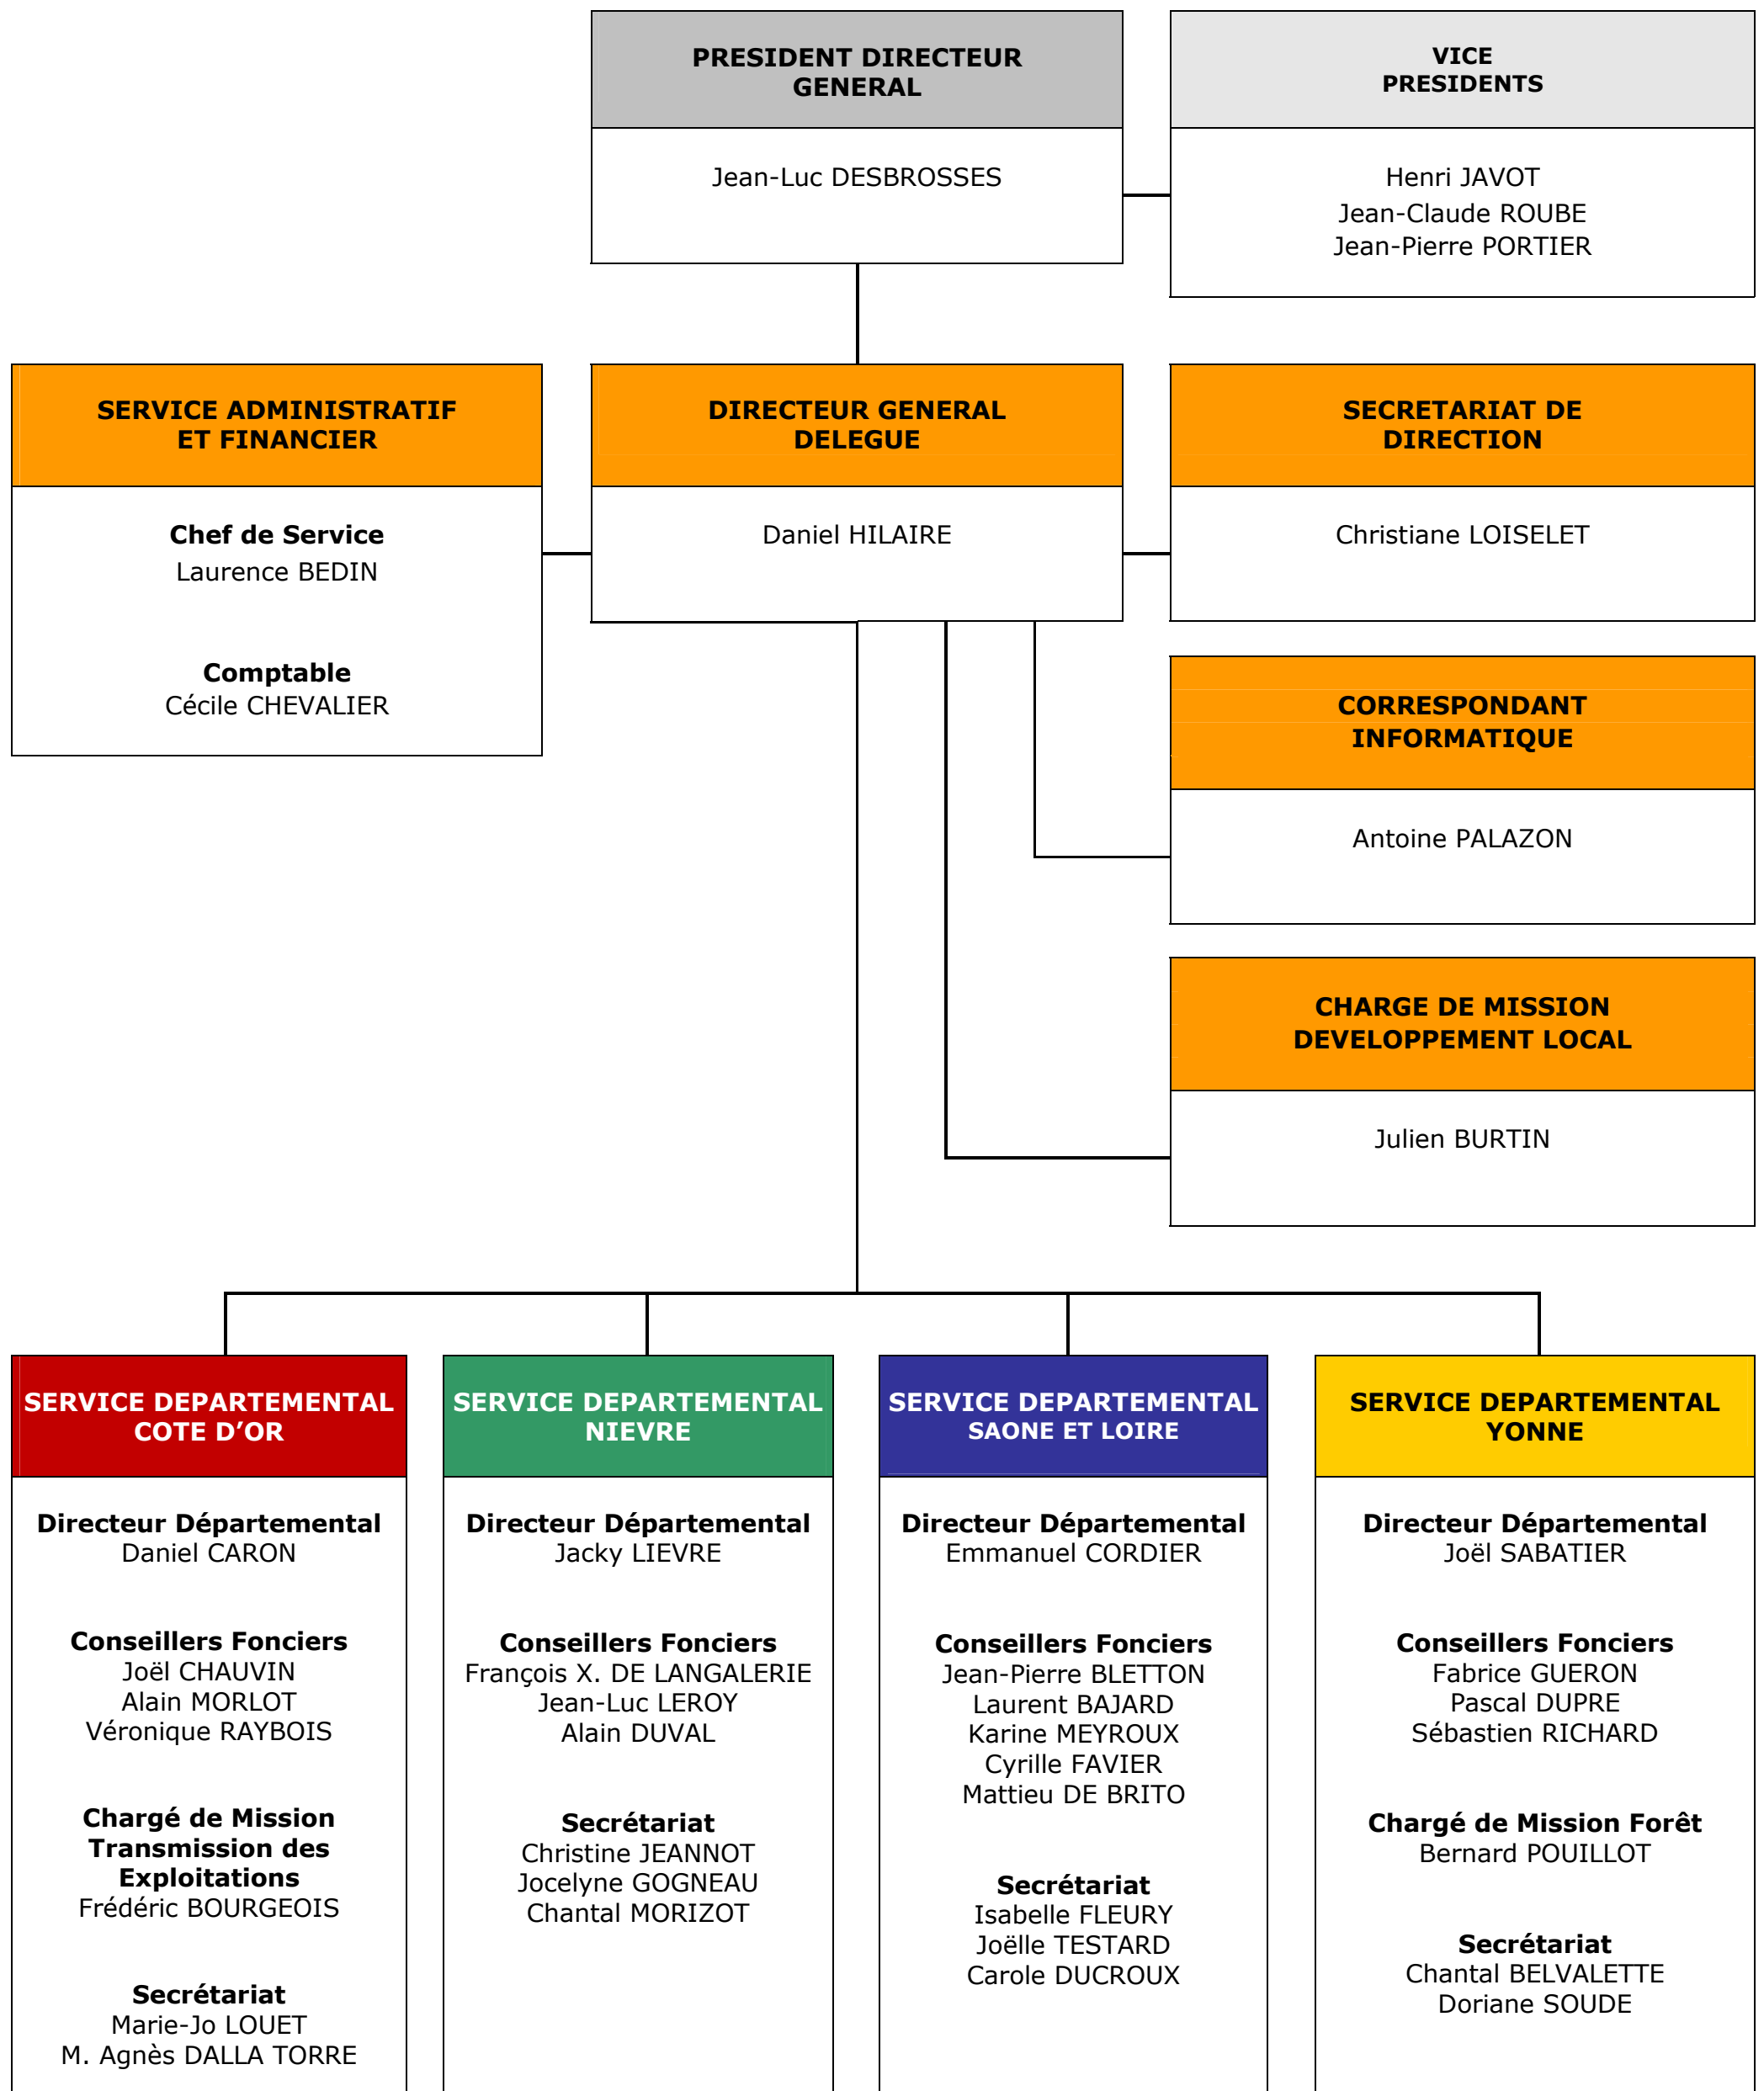 PRESIDENT DIRECTEUR
GENERAL
Jean-Luc DESBROSSES
VICE
PRESIDENTS
Henri JAVOT
Jean-Claude ROUBE
Jean-Pierre PORTIER
SERVICE ADMINISTRATIF
ET FINANCIER
Chef de Service
Laurence BEDIN
Comptable
Cécile CHEVALIER
DIRECTEUR GENERAL
DELEGUE
Daniel HILAIRE
SECRETARIAT DE
DIRECTION
Christiane LOISELET
CORRESPONDANT
INFORMATIQUE
Antoine PALAZON
CHARGE DE MISSION
DEVELOPPEMENT LOCAL
Julien BURTIN
SERVICE DEPARTEMENTAL
COTE D’OR
Directeur Départemental
Daniel CARON
Conseillers Fonciers
Joël CHAUVIN
Alain MORLOT
Véronique RAYBOIS
Chargé de Mission
Transmission des
Exploitations
Frédéric BOURGEOIS
Secrétariat
Marie-Jo LOUET
M. Agnès DALLA TORRE
SERVICE DEPARTEMENTAL
NIEVRE
Directeur Départemental
Jacky LIEVRE
Conseillers Fonciers
François X. DE LANGALERIE
Jean-Luc LEROY
Alain DUVAL
Secrétariat
Christine JEANNOT
Jocelyne GOGNEAU
Chantal MORIZOT
SERVICE DEPARTEMENTAL
SAONE ET LOIRE
Directeur Départemental
Emmanuel CORDIER
Conseillers Fonciers
Jean-Pierre BLETTON
Laurent BAJARD
Karine MEYROUX
Cyrille FAVIER
Mattieu DE BRITO
Secrétariat
Isabelle FLEURY
Joëlle TESTARD
Carole DUCROUX
SERVICE DEPARTEMENTAL
YONNE
Directeur Départemental
Joël SABATIER
Conseillers Fonciers
Fabrice GUERON
Pascal DUPRE
Sébastien RICHARD
Chargé de Mission Forêt
Bernard POUILLOT
Secrétariat
Chantal BELVALETTE
Doriane SOUDE